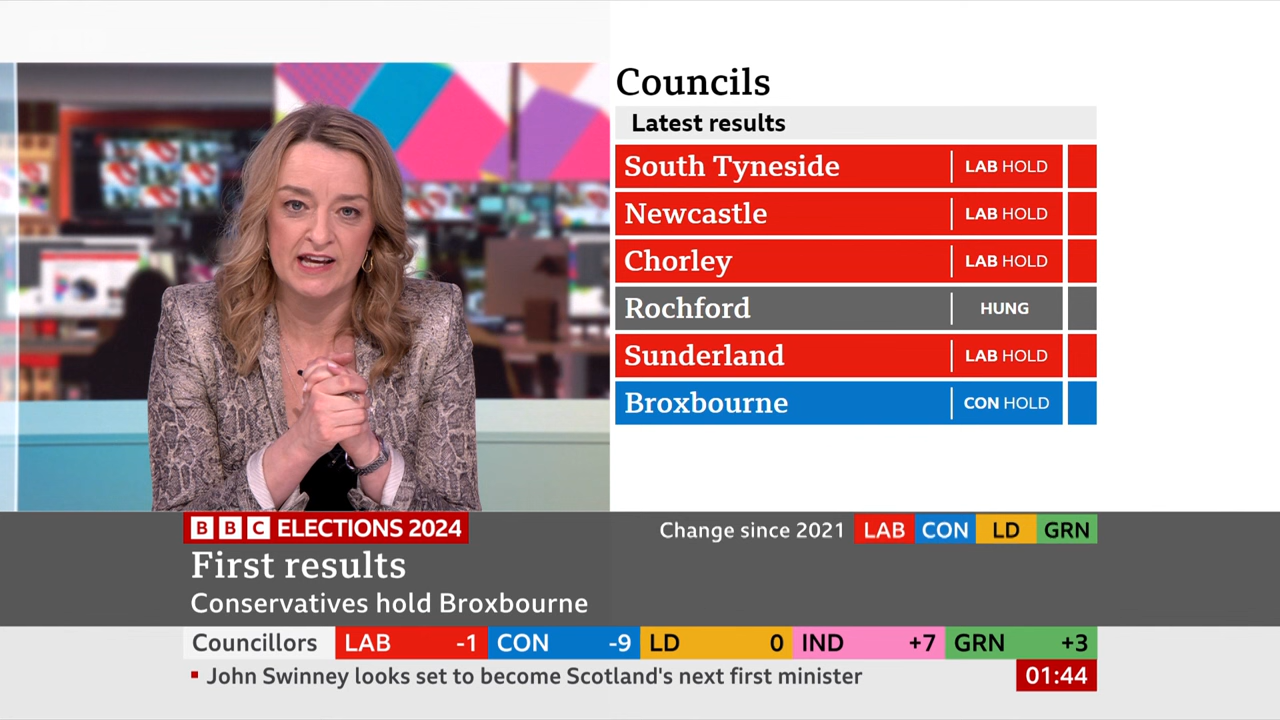 Councils
Latest results
South Tyneside LAB HOLD
Newcastle LAB HOLD
Chorley LAB HOLD
Rochford HUNG
Sunderland LAB HOLD
Broxbourne CON HOLD
BBC ELECTIONS 2024
Change since 2021 LAB CON LD GRN
First results
Conservatives hold Broxbourne
Councillors LAB -1 CON -9 LD 0 IND +7 GRN +3
John Swinney looks set to become Scotland's next first minister 01:44